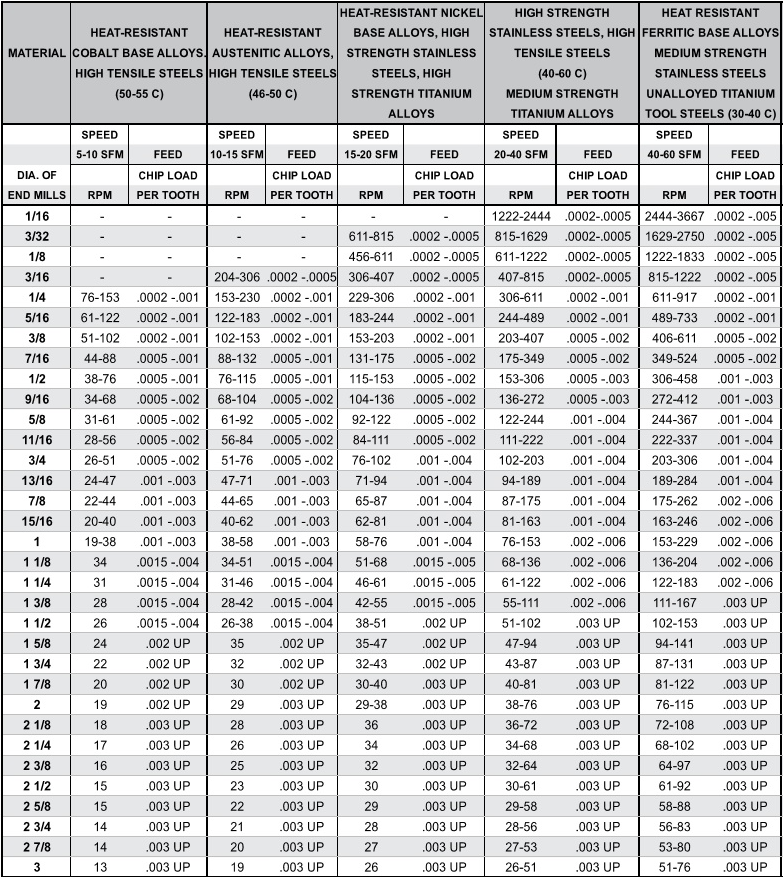 MATERIAL
HEAT-RESISTANT
COBALT BASE ALLOYS.
HIGH TENSILE STEELS
(50-55 C)
HEAT-RESISTANT
AUSTENITIC ALLOYS,
HIGH TENSILE STEELS
(46-50 C)
HEAT-RESISTANT NICKEL
BASE ALLOYS, HIGH
STRENGTH STAINLESS
STEELS, HIGH
STRENGTH TITANIUM
ALLOYS
HIGH STRENGTH
STAINLESS STEELS, HIGH
TENSILE STEELS
(40-60 C)
MEDIUM STRENGTH
TITANIUM ALLOYS
HEAT RESISTANT
FERRITIC BASE ALLOYS
MEDIUM STRENGTH
STAINLESS STEELS
UNALLOYED TITANIUM
TOOL STEELS (30-40 C)
SPEED SPEED SPEED SPEED SPEED
5-10 SFM FEED 10-15 SFM FEED 15-20 SFM FEED 20-40 SFM FEED 40-60 SFM FEED
DIA. OF CHIP LOAD CHIP LOAD CHIP LOAD CHIP LOAD CHIP LOAD
END MILLS RPM PER TOOTH RPM PER TOOTH RPM PER TOOTH RPM PER TOOTH RPM PER TOOTH
1/16 - - - - - - 1222-2444 .0002-.0005 2444-3667 .0002 -.005
3/32 - - - - 611-815 .0002 -.0005 815-1629 .0002-.0005 1629-2750 .0002 -.005
1/8 - - - - 456-611 .0002 -.0005 611-1222 .0002-.0005 1222-1833 .0002 -.005
3/16 - - 204-306 .0002 -.0005 306-407 .0002 -.0005 407-815 .0002-.0005 815-1222 .0002 -.005
1/4 76-153 .0002 -.001 153-230 .0002 -.001 229-306 .0002 -.001 306-611 .0002 -.001 611-917 .0002 -.001
5/16 61-122 .0002 -.001 122-183 .0002 -.001 183-244 .0002 -.001 244-489 .0002 -.001 489-733 .0002 -.001
3/8 51-102 .0002 -.001 102-153 .0002 -.001 153-203 .0002 -.001 203-407 .0005 -.002 406-611 .0005 -.002
7/16 44-88 .0005 -.001 88-132 .0005 -.001 131-175 .0005 -.002 175-349 .0005 -.002 349-524 .0005 -.002
1/2 38-76 .0005 -.001 76-115 .0005 -.001 115-153 .0005 -.002 153-306 .0005 -.003 306-458 .001 -.003
9/16 34-68 .0005 -.002 68-104 .0005 -.002 104-136 .0005 -.002 136-272 .0005 -.003 272-412 .001 -.003
5/8 31-61 .0005 -.002 61-92 .0005 -.002 92-122 .0005 -.002 122-244 .001 -.004 244-367 .001 -.004
11/16 28-56 .0005 -.002 56-84 .0005 -.002 84-111 .0005 -.002 111-222 .001 -.004 222-337 .001 -.004
3/4 26-51 .0005 -.002 51-76 .0005 -.002 76-102 .001 -.004 102-203 .001 -.004 203-306 .001 -.004
13/16 24-47 .001 -.003 47-71 .001 -.003 71-94 .001 -.004 94-189 .001 -.004 189-284 .001 -.004
7/8 22-44 .001 -.003 44-65 .001 -.003 65-87 .001 -.004 87-175 .001 -.004 175-262 .002 -.006
15/16 20-40 .001 -.003 40-62 .001 -.003 62-81 .001 -.004 81-163 .001 -.004 163-246 .002 -.006
1 19-38 .001 -.003 38-58 .001 -.003 58-76 .001 -.004 76-153 .002 -.006 153-229 .002 -.006
1 1/8 34 .0015 -.004 34-51 .0015 -.004 51-68 .0015 -.005 68-136 .002 -.006 136-204 .002 -.006
1 1/4 31 .0015 -.004 31-46 .0015 -.004 46-61 .0015 -.005 61-122 .002 -.006 122-183 .002 -.006
1 3/8 28 .0015 -.004 28-42 .0015 -.004 42-55 .0015 -.005 55-111 .002 -.006 111-167 .003 UP
1 1/2 26 .0015 -.004 26-38 .0015 -.004 38-51 .002 UP 51-102 .003 UP 102-153 .003 UP
1 5/8 24 .002 UP 35 .002 UP 35-47 .002 UP 47-94 .003 UP 94-141 .003 UP
1 3/4 22 .002 UP 32 .002 UP 32-43 .002 UP 43-87 .003 UP 87-131 .003 UP
1 7/8 20 .002 UP 30 .002 UP 30-40 .003 UP 40-81 .003 UP 81-122 .003 UP
2 19 .002 UP 29 .003 UP 29-38 .003 UP 38-76 .003 UP 76-115 .003 UP
2 1/8 18 .003 UP 28 .003 UP 36 .003 UP 36-72 .003 UP 72-108 .003 UP
2 1/4 17 .003 UP 26 .003 UP 34 .003 UP 34-68 .003 UP 68-102 .003 UP
2 3/8 16 .003 UP 25 .003 UP 32 .003 UP 32-64 .003 UP 64-97 .003 UP
2 1/2 15 .003 UP 23 .003 UP 30 .003 UP 30-61 .003 UP 61-92 .003 UP
2 5/8 15 .003 UP 22 .003 UP 29 .003 UP 29-58 .003 UP 58-88 .003 UP
2 3/4 14 .003 UP 21 .003 UP 28 .003 UP 28-56 .003 UP 56-83 .003 UP
2 7/8 14 .003 UP 20 .003 UP 27 .003 UP 27-53 .003 UP 53-80 .003 UP
3 13 .003 UP 19 .003 UP 26 .003 UP 26-51 .003 UP 51-76 .003 UP